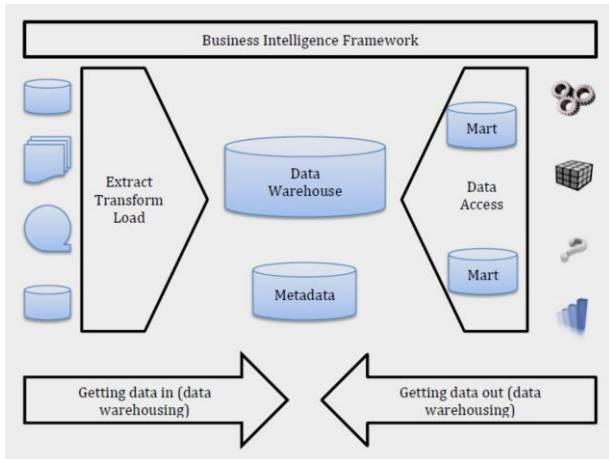 Business Intelligence Framework
Extract
Transform
Load
Data
Warehouse
Metadata
Mart
Data
Access
Mart
Getting data in (data
warehousing)
Getting data out (data
warehousing)